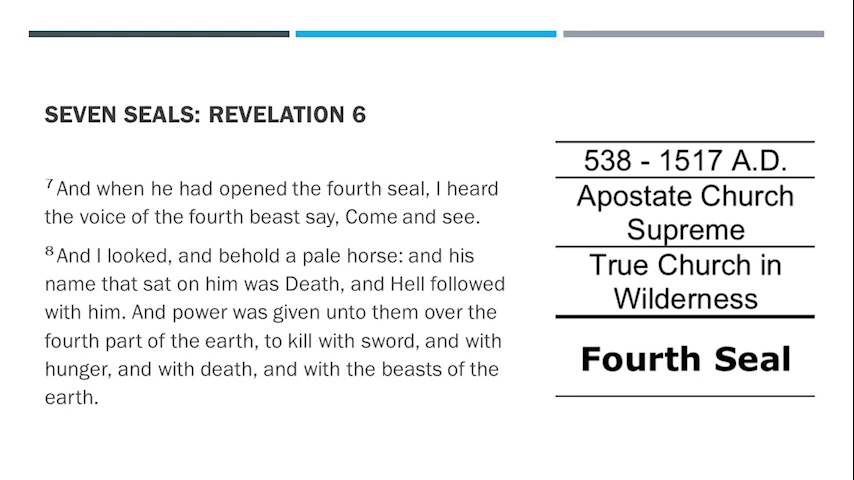 SEVEN SEALS: REVELATION 6
7 And when he had opened the fourth seal, I heard
the voice of the fourth beast say, Come and see.
8 And I looked, and behold a pale horse: and his
name that sat on him was Death, and Hell followed
with him. And power was given unto them over the
fourth part of the earth, to kill with sword, and with
hunger, and with death, and with the beasts of the
earth.
538 - 1517 A.D.
Apostate Church
Supreme
True Church in
Wilderness
Fourth Seal